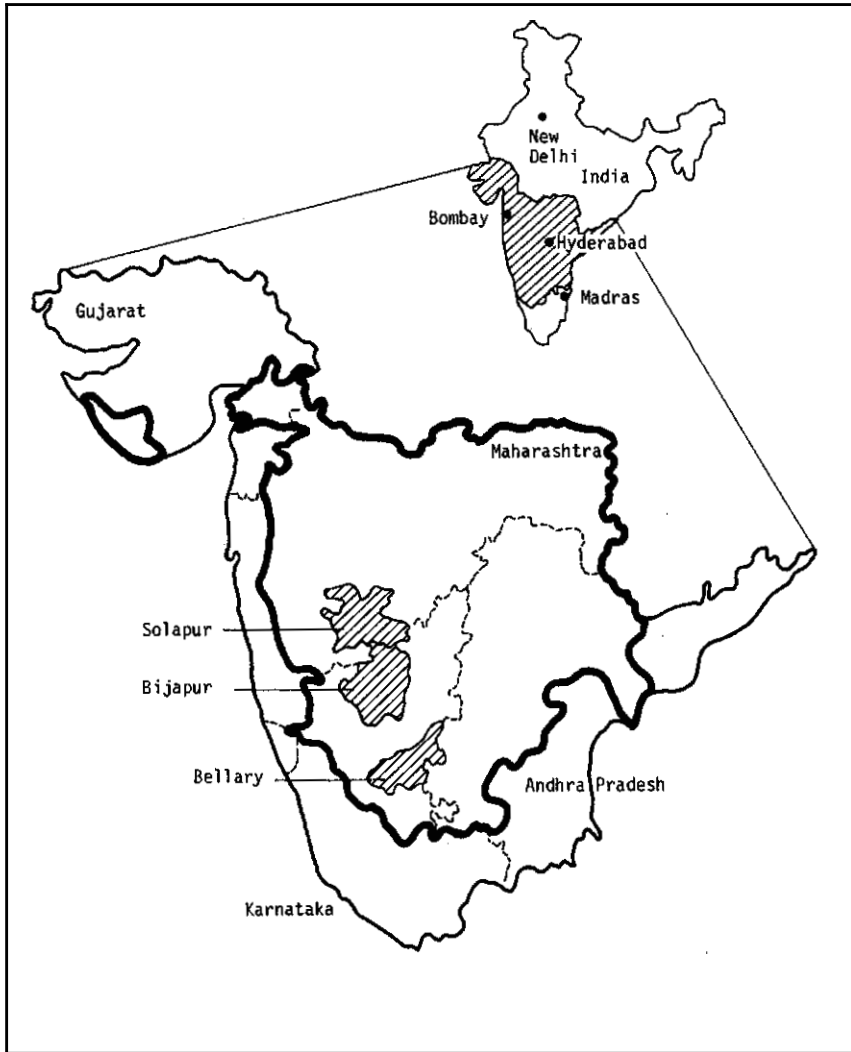 New
Delhi
India
Bombay
Hyderabad
Madras
Gujarat
Maharashtra
Solapur
Bijapur
Bellary
Andhra Pradesh
Karnataka